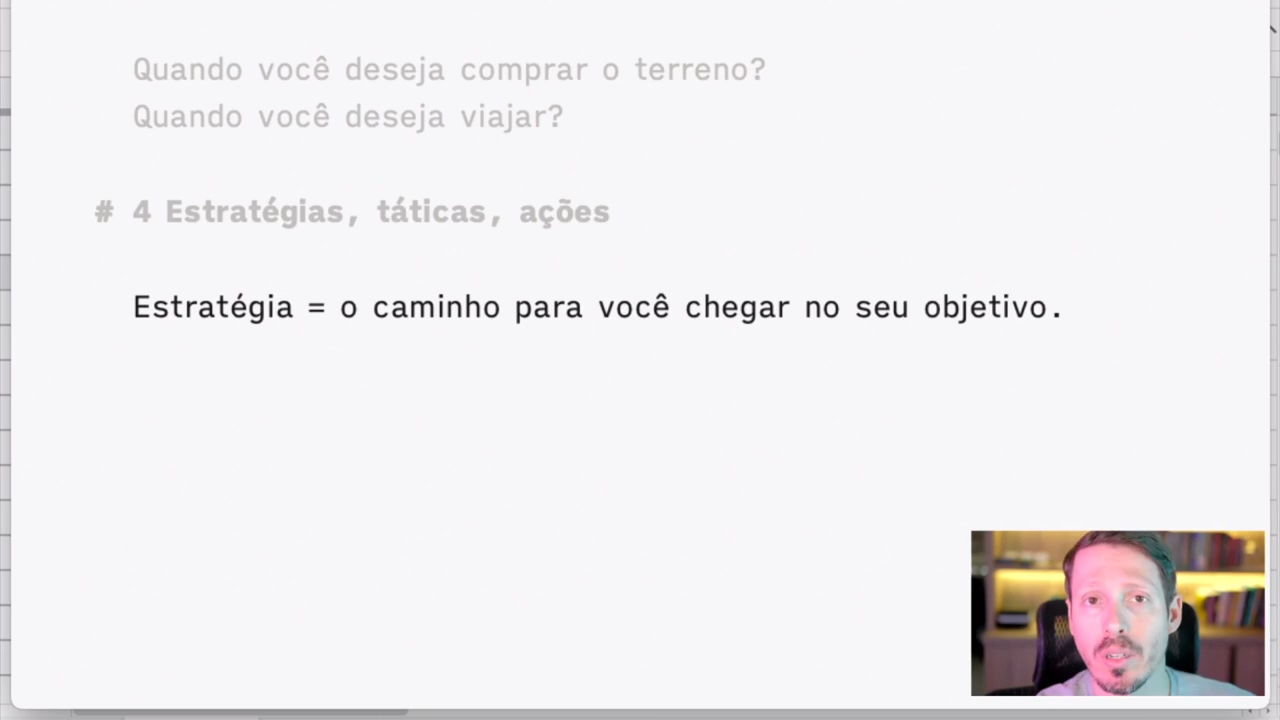 Quando você deseja comprar o terreno?
Quando você deseja viajar?
# 4 Estratégias, táticas, ações
Estratégia = o caminho para você chegar no seu objetivo.